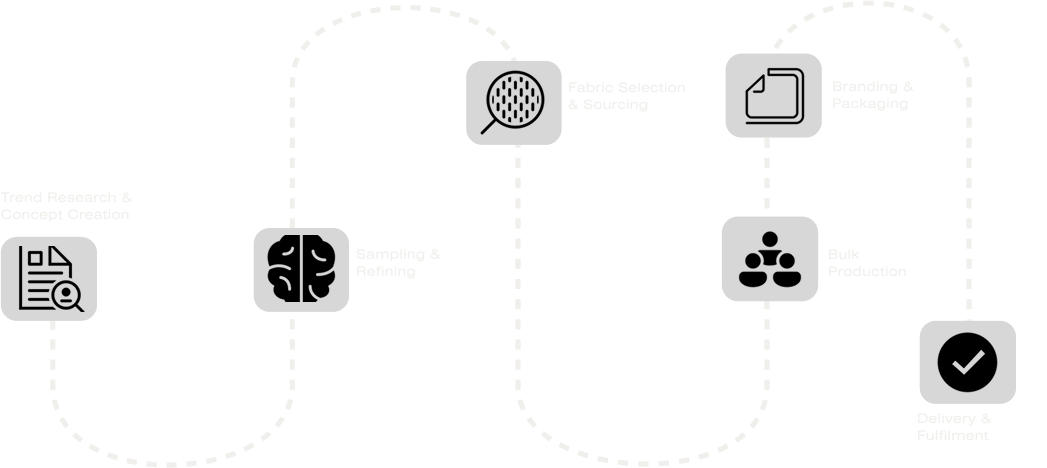 Trend Research &
Concept Creation
Sampling &
Refining
Fabric Selection
& Sourcing
Bulk
Production
Branding &
Packaging
Delivery &
Fulfilment